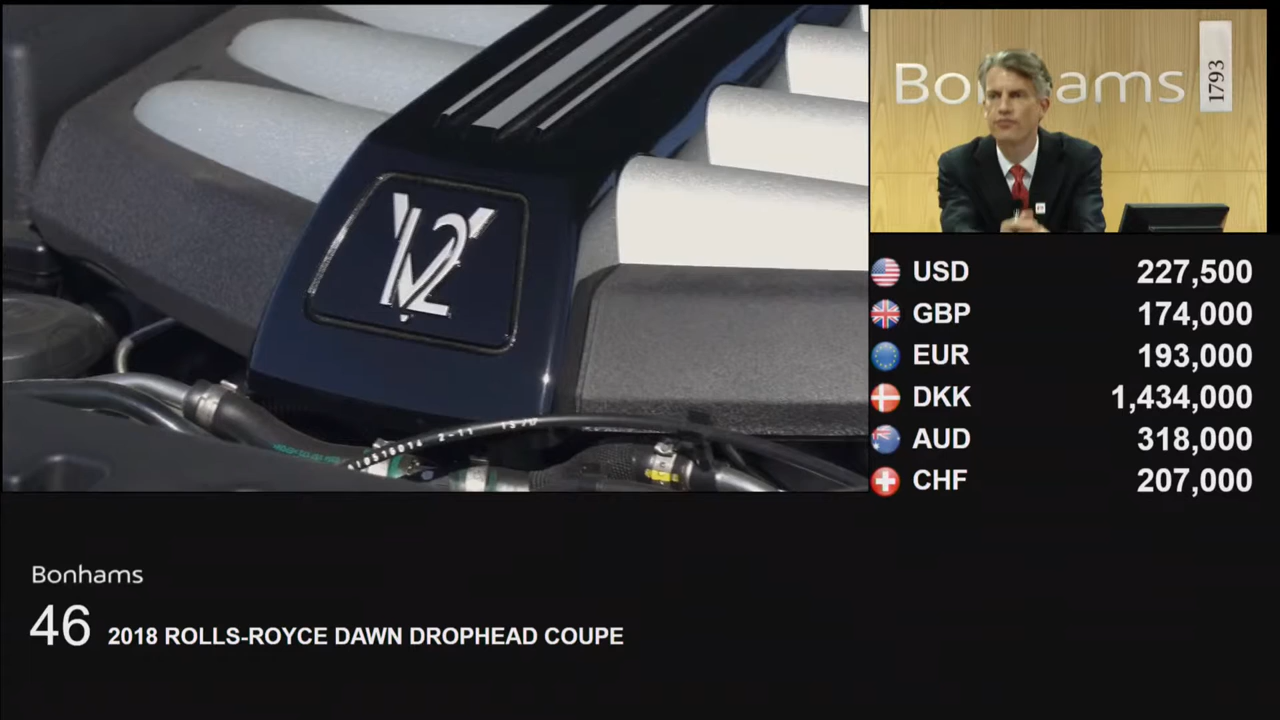 V12
Bonhams
1793
USD 227,500
GBP 174,000
EUR 193,000
DKK 1,434,000
AUD 318,000
CHF 207,000
Bonhams
46 2018 ROLLS-ROYCE DAWN DROPHEAD COUPE